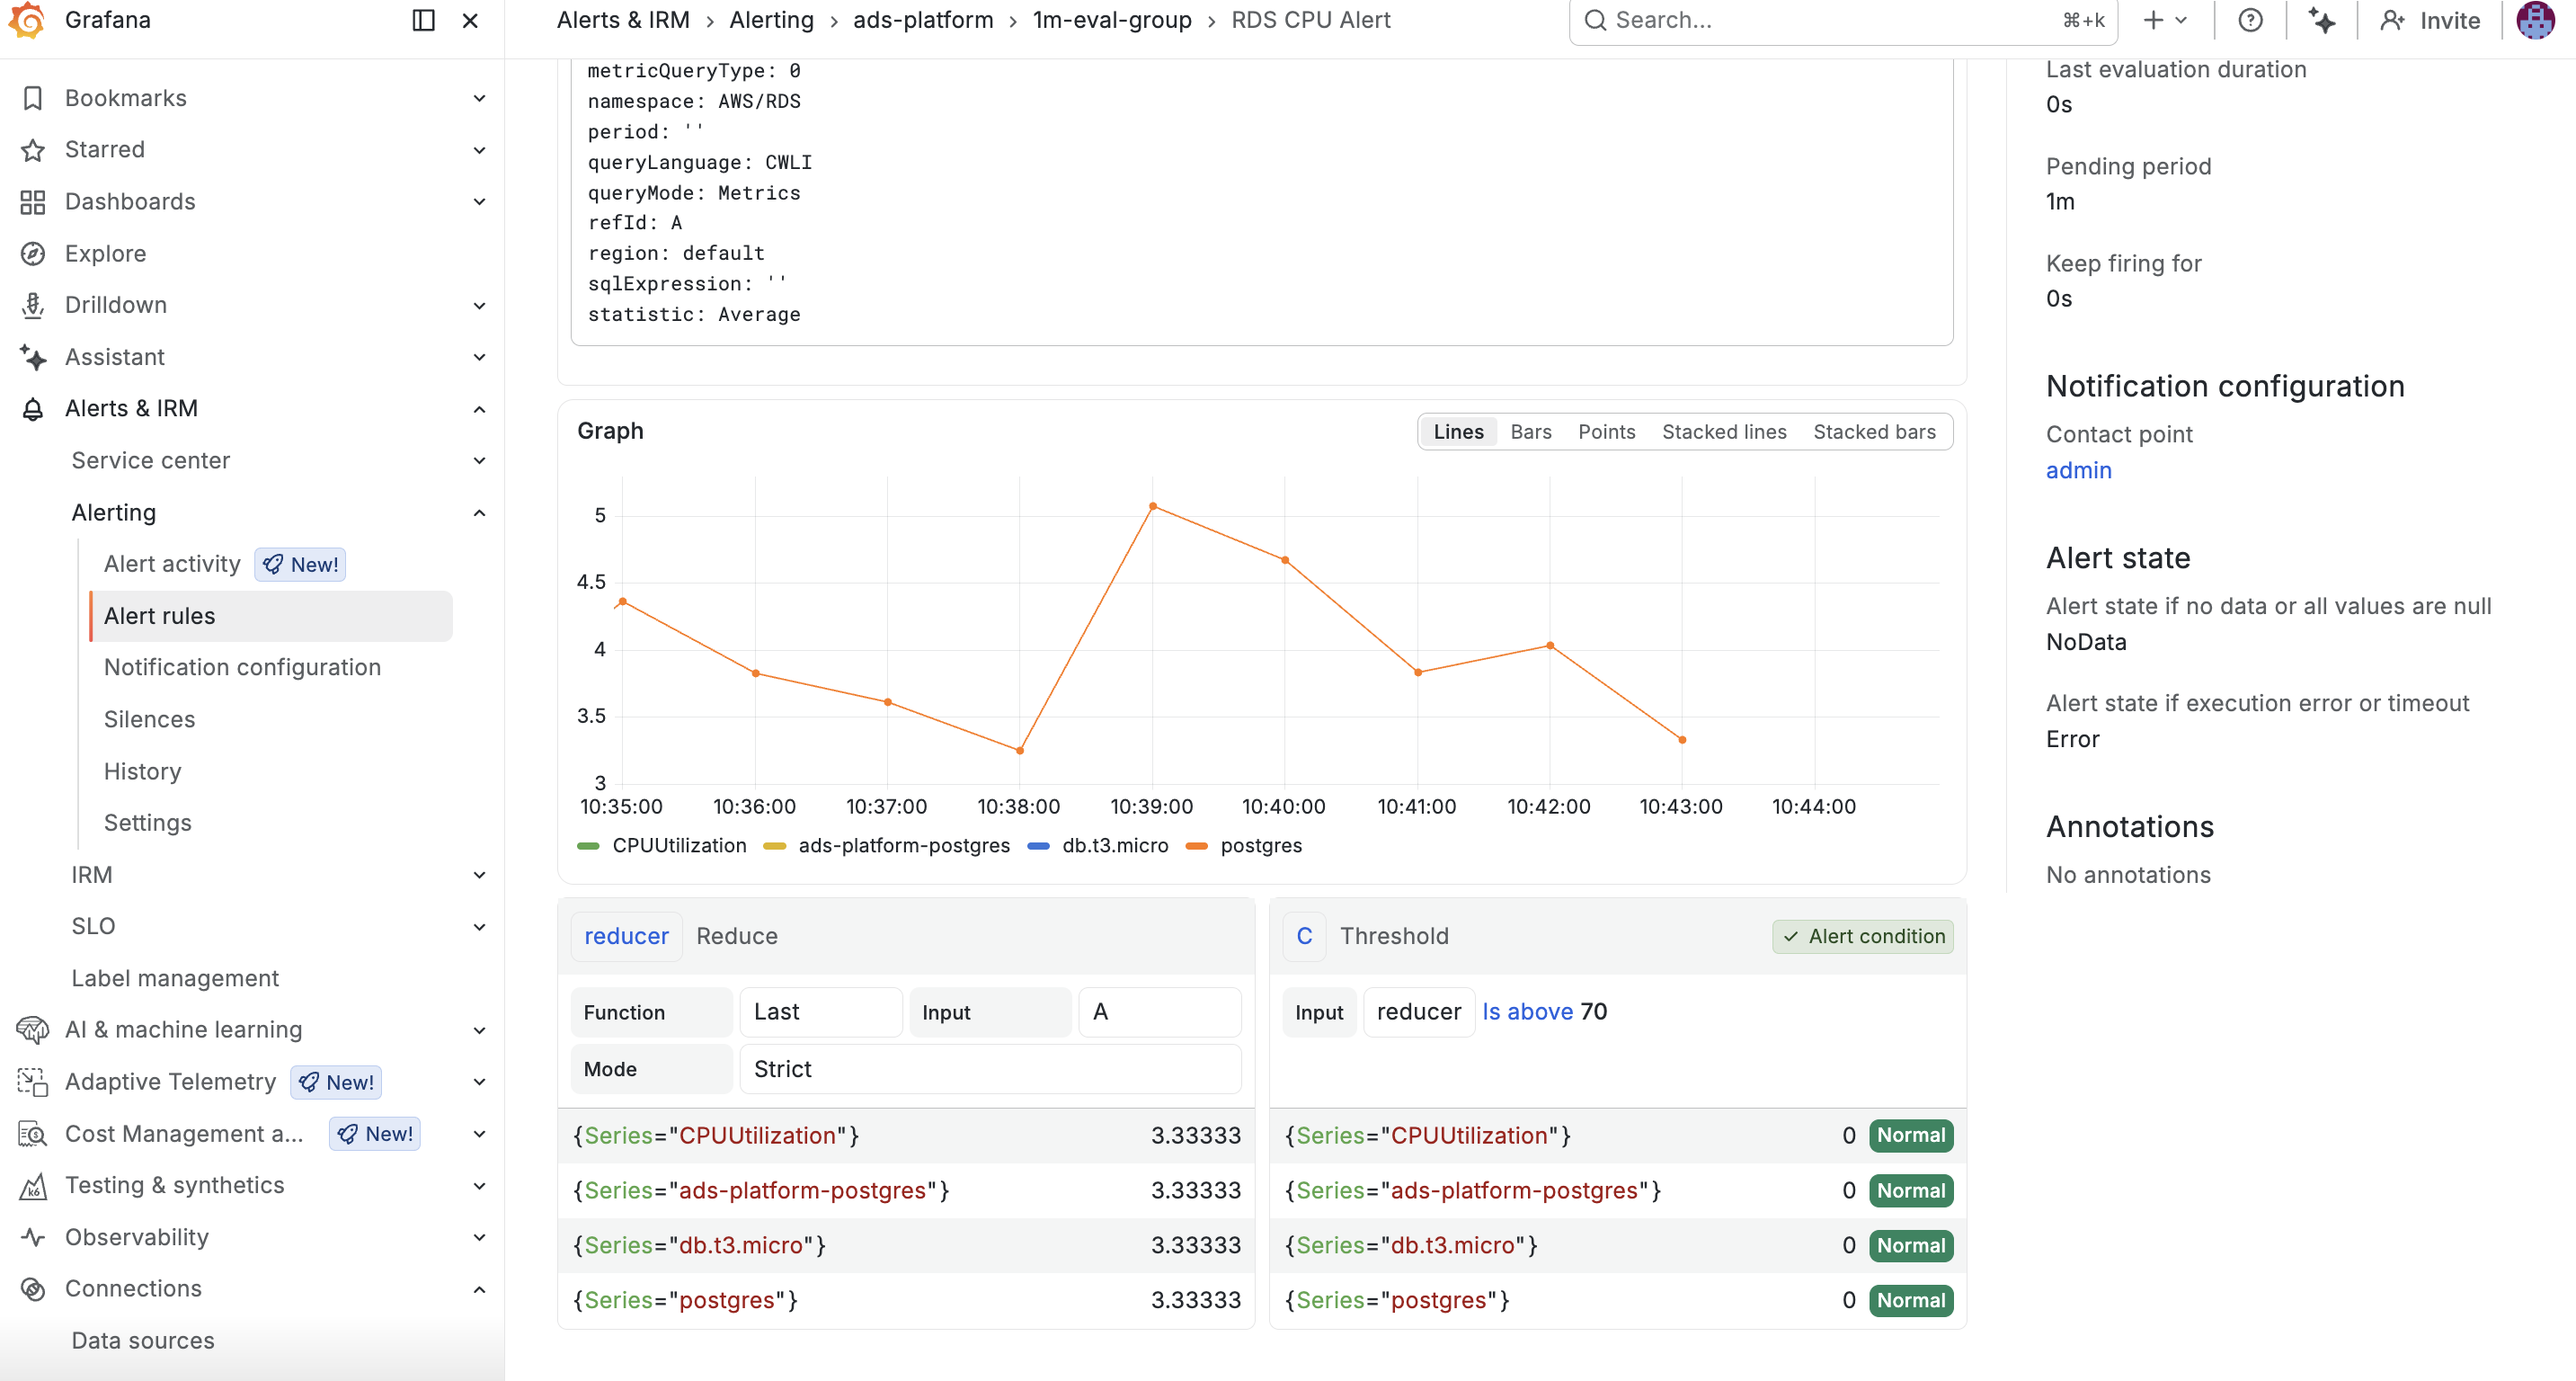 Grafana
Alerts & IRM › Alerting › ads-platform › 1m-eval-group › RDS CPU Alert
Search...
⌘+k
Invite
Bookmarks
Starred
Dashboards
Explore
Drilldown
Assistant
Alerts & IRM
Service center
Alerting
Alert activity
New!
Alert rules
Notification configuration
Silences
History
Settings
IRM
SLO
Label management
AI & machine learning
Adaptive Telemetry
New!
Cost Management a...
New!
Testing & synthetics
Observability
Connections
Data sources
metricQueryType: 0
namespace: AWS/RDS
period: ''
queryLanguage: CWLI
queryMode: Metrics
refId: A
region: default
sqlExpression: ''
statistic: Average
Graph
Lines Bars Points Stacked lines Stacked bars
5
4.5
4
3.5
3
10:35:00 10:36:00 10:37:00 10:38:00 10:39:00 10:40:00 10:41:00 10:42:00 10:43:00 10:44:00
CPUUtilization ads-platform-postgres db.t3.micro postgres
reducer Reduce
Function Last Input A
Mode Strict
{Series="CPUUtilization"} 3.33333
{Series="ads-platform-postgres"} 3.33333
{Series="db.t3.micro"} 3.33333
{Series="postgres"} 3.33333
C Threshold
Alert condition
Input reducer Is above 70
{Series="CPUUtilization"} 0 Normal
{Series="ads-platform-postgres"} 0 Normal
{Series="db.t3.micro"} 0 Normal
{Series="postgres"} 0 Normal
Last evaluation duration
0s
Pending period
1m
Keep firing for
0s
Notification configuration
Contact point
admin
Alert state
Alert state if no data or all values are null
NoData
Alert state if execution error or timeout
Error
Annotations
No annotations